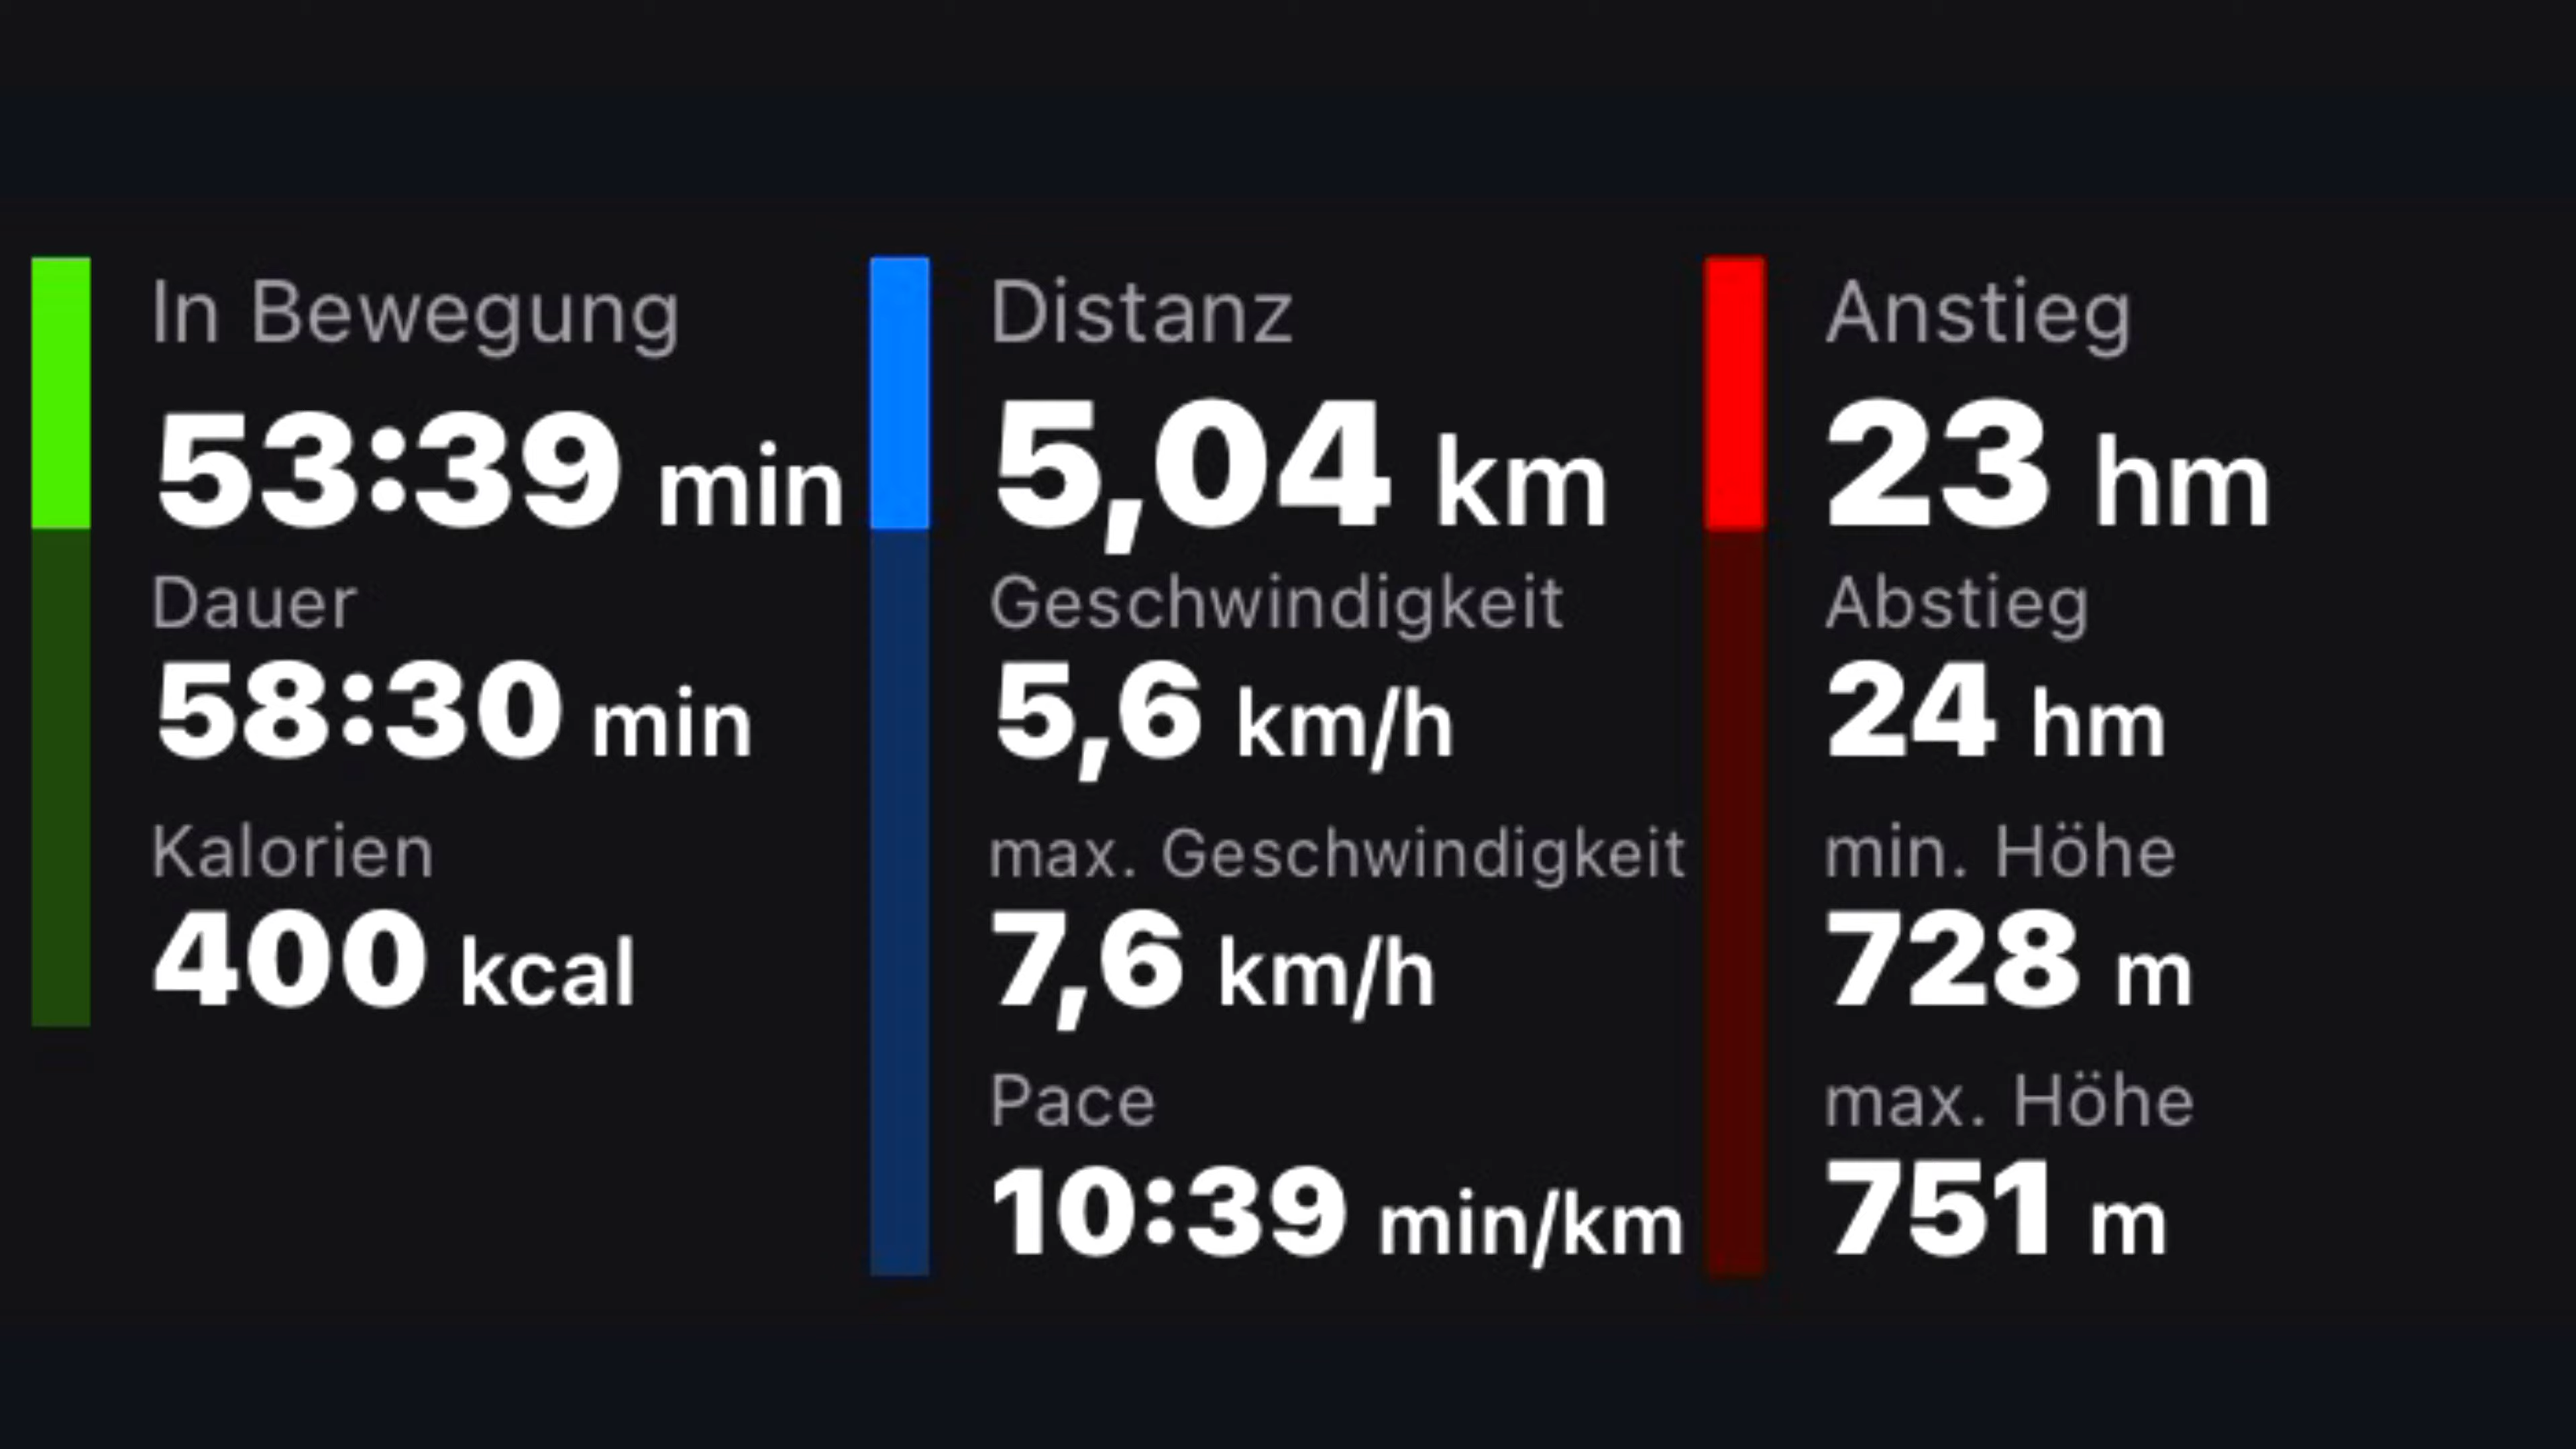 In Bewegung
53:39 min
Dauer
58:30 min
Kalorien
400 kcal
Distanz
5,04 km
Geschwindigkeit
5,6 km/h
max. Geschwindigkeit
7,6 km/h
Pace
10:39 min/km
Anstieg
23 hm
Abstieg
24 hm
min. Höhe
728 m
max. Höhe
751 m